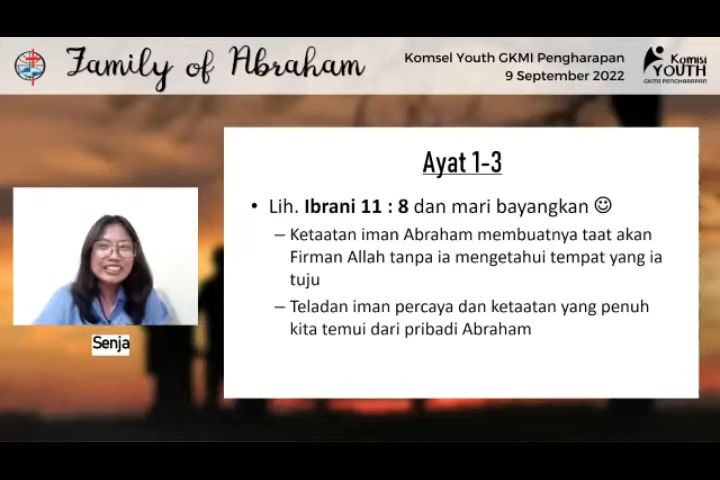 Family of Abraham
Komsel Youth GKMI Pengharapan
9 September 2022
Komisi
YOUTH
GKMI PENGHARAPAN
Ayat 1-3
• Lih. Ibrani 11 : 8 dan mari bayangkan ☺
– Ketaatan iman Abraham membuatnya taat akan
Firman Allah tanpa ia mengetahui tempat yang ia
tuju
– Teladan iman percaya dan ketaatan yang penuh
kita temui dari pribadi Abraham
Senja